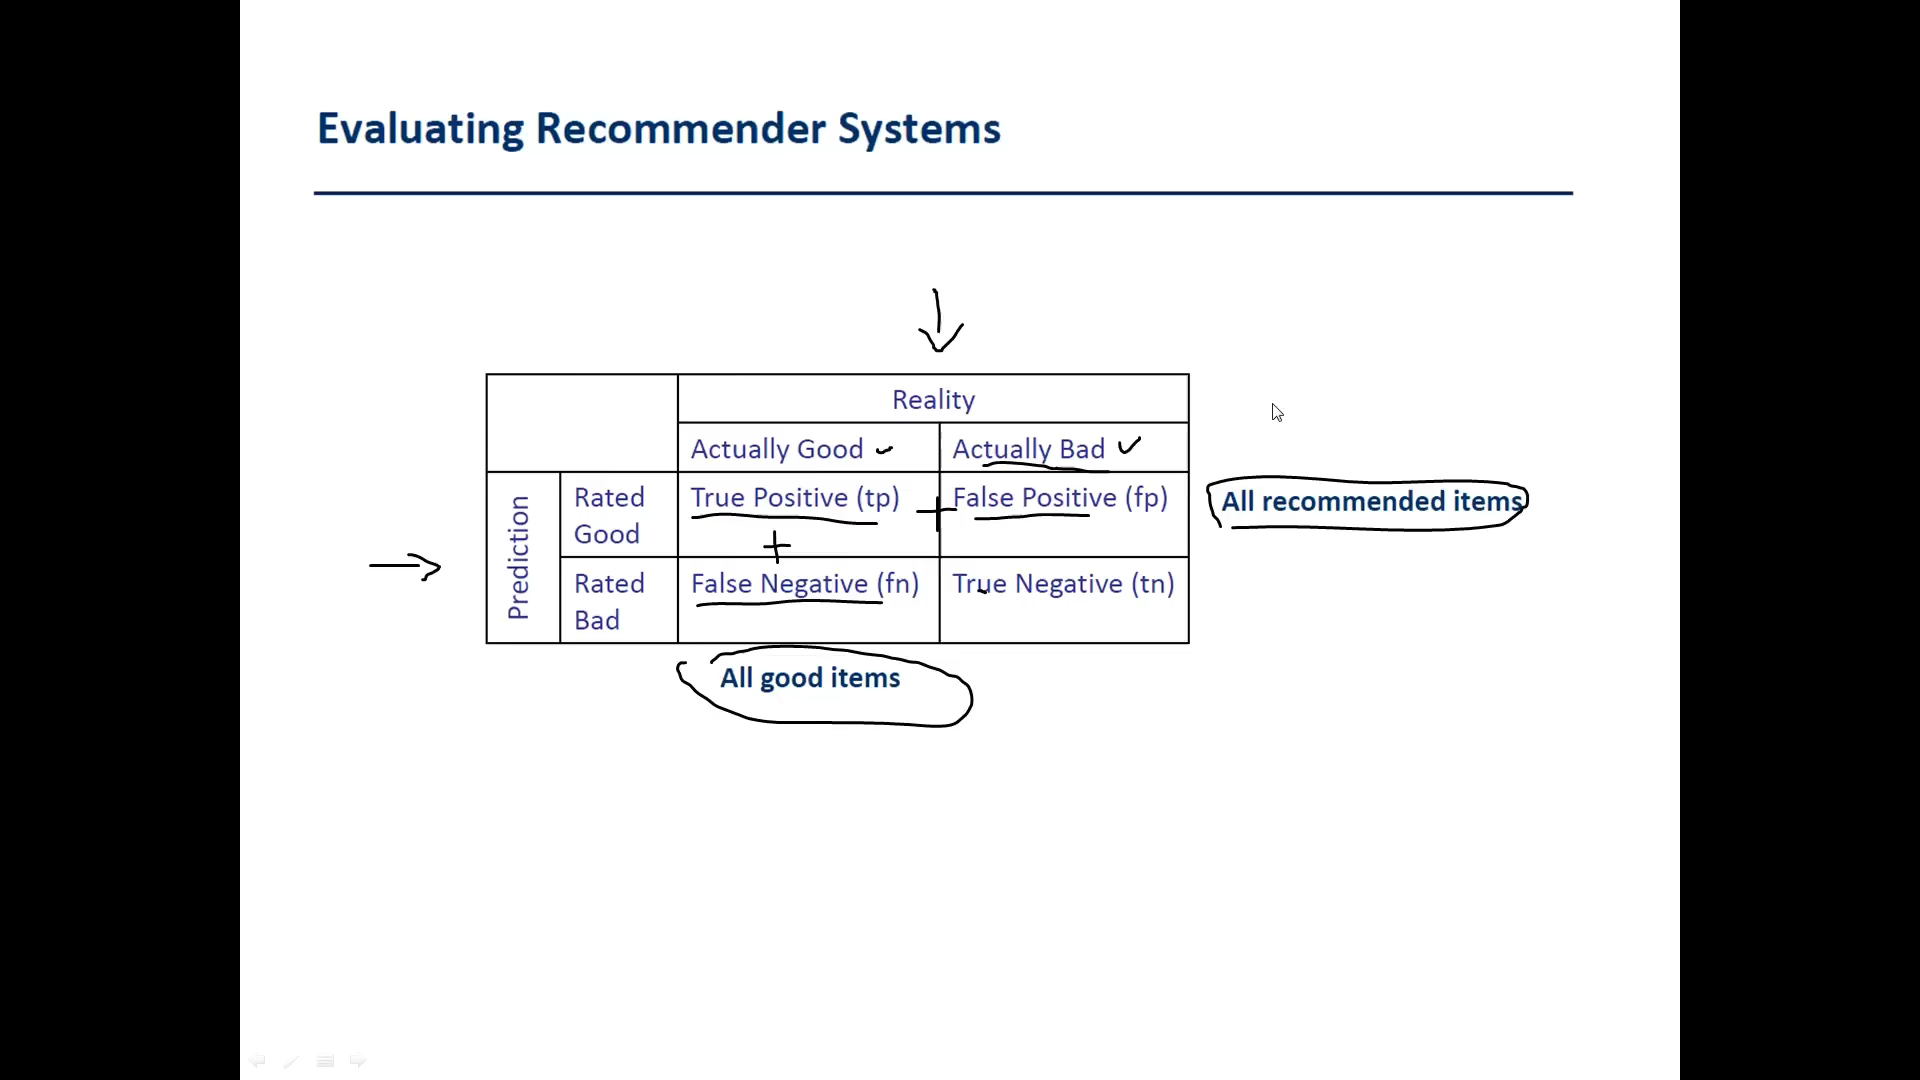 Evaluating Recommender Systems
Reality
Actually Good
Actually Bad
Prediction
Rated Good
True Positive (tp)
+
False Positive (fp)
All recommended items
+
Rated Bad
False Negative (fn)
True Negative (tn)
All good items